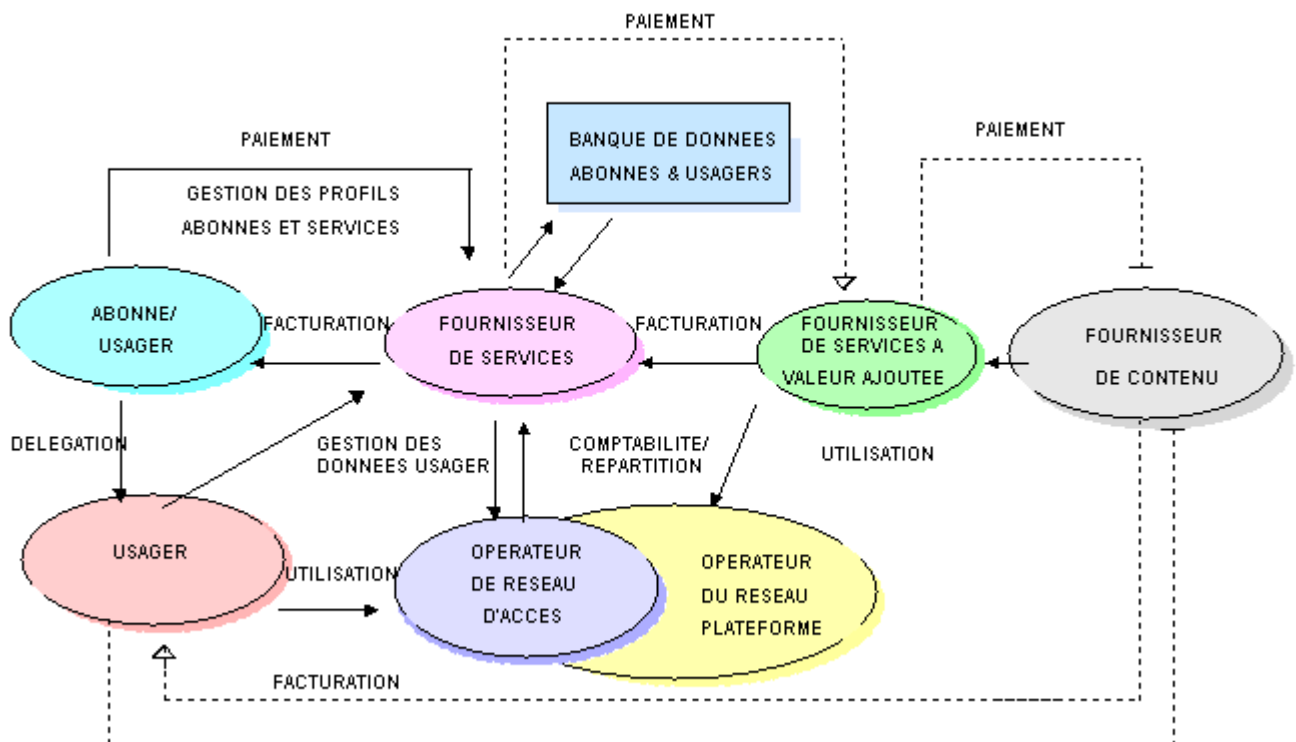 PAIEMENT
PAIEMENT
PAIEMENT
BANQUE DE DONNEES
ABONNES & USAGERS
GESTION DES PROFILS
ABONNES ET SERVICES
ABONNE/
USAGER
FACTURATION
FOURNISSEUR
DE SERVICES
FACTURATION
FOURNISSEUR
DE SERVICES A
VALEUR AJOUTEE
FOURNISSEUR
DE CONTENU
DELEGATION
GESTION DES
DONNEES USAGER
COMPTABILITE/
REPARTITION
UTILISATION
USAGER
UTILISATION
OPERATEUR
DE RESEAU
D'ACCES
OPERATEUR
DU RESEAU
PLATEFORME
FACTURATION